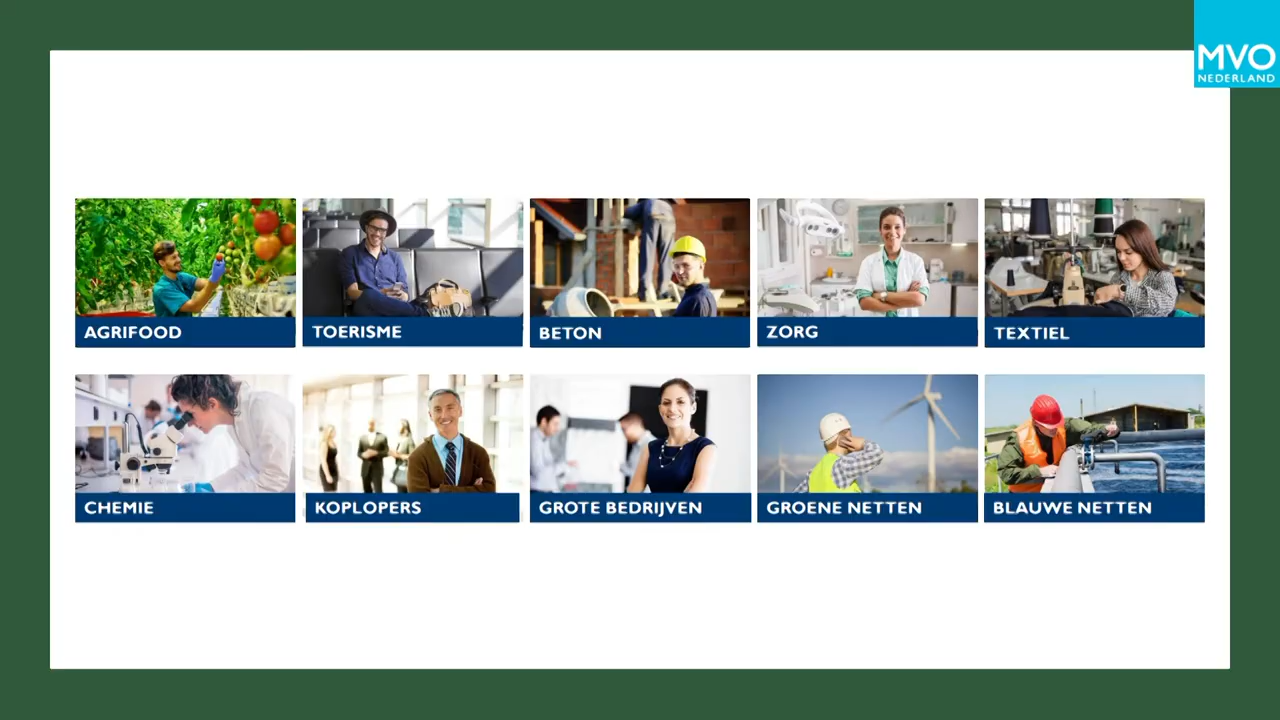 MVO
NEDERLAND
AGRIFOOD
TOERISME
BETON
ZORG
TEXTIEL
CHEMIE
KOPLOPERS
GROTE BEDRIJVEN
GROENE NETTEN
BLAUWE NETTEN